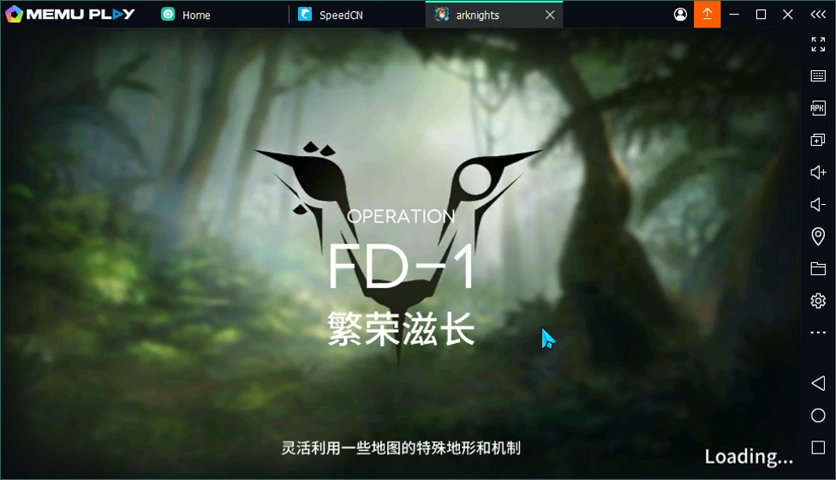 MEMU PLAY
Home
SpeedCN
arknights
APK
OPERATION
FD-1
繁荣滋长
灵活利用一些地图的特殊地形和机制
Loading...